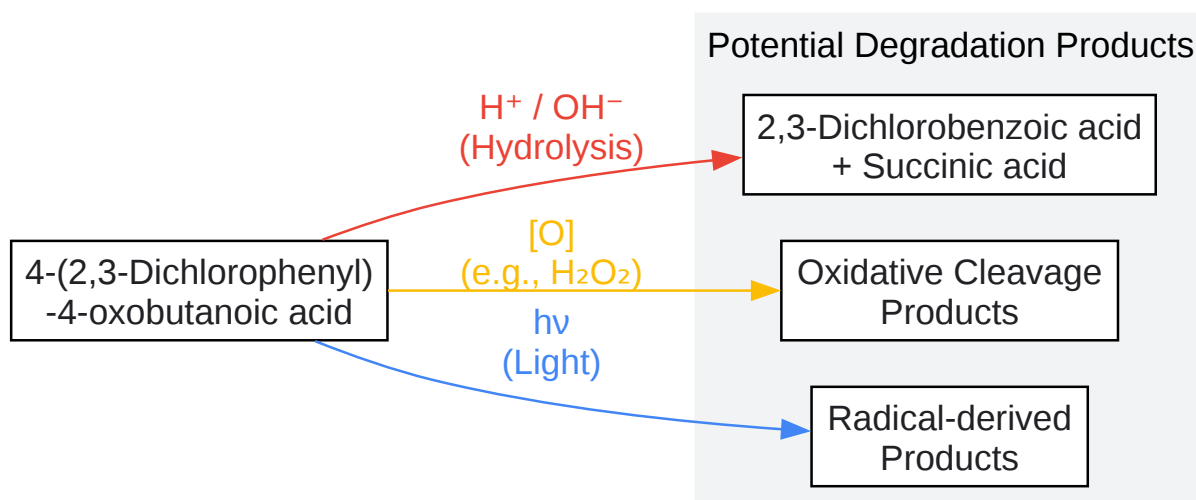 Potential Degradation Products
H⁺ / OH⁻
(Hydrolysis)
2,3-Dichlorobenzoic acid
+ Succinic acid
[O]
(e.g., H₂O₂)
4-(2,3-Dichlorophenyl)
-4-oxobutanoic acid
Oxidative Cleavage
Products
hν
(Light)
Radical-derived
Products